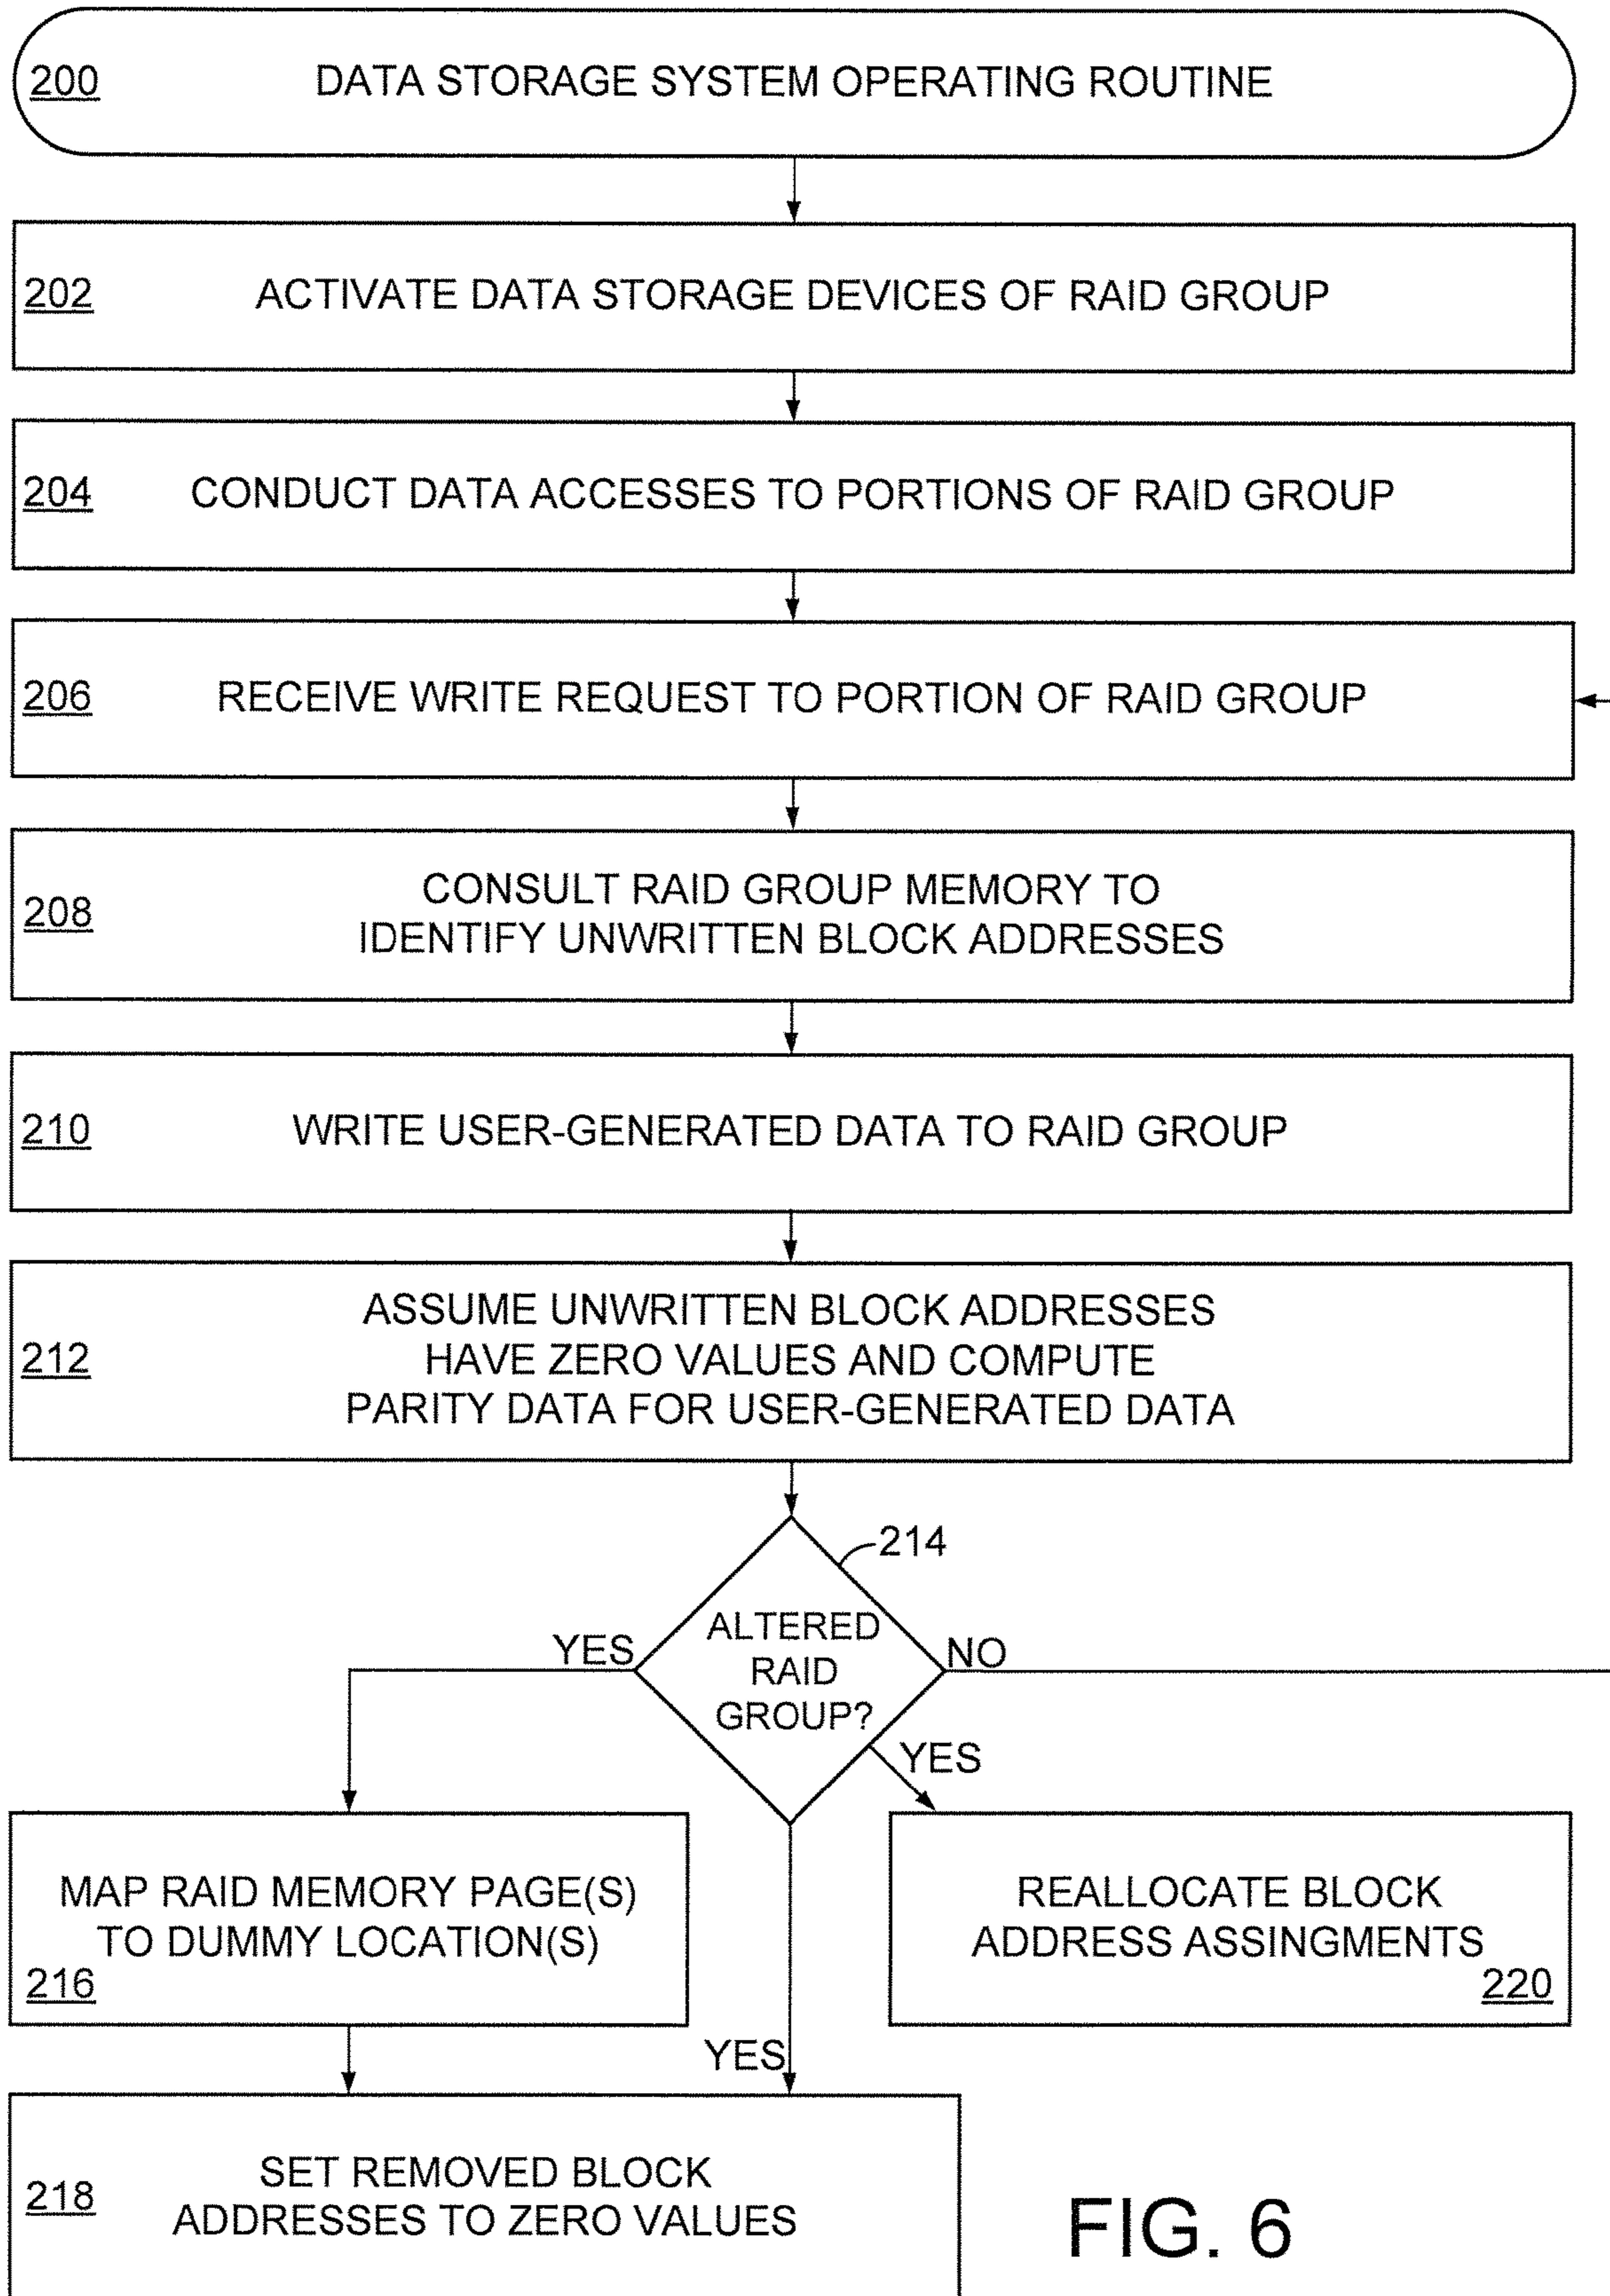 200 DATA STORAGE SYSTEM OPERATING ROUTINE
202 ACTIVATE DATA STORAGE DEVICES OF RAID GROUP
204 CONDUCT DATA ACCESSES TO PORTIONS OF RAID GROUP
206 RECEIVE WRITE REQUEST TO PORTION OF RAID GROUP
CONSULT RAID GROUP MEMORY TO
208
IDENTIFY UNWRITTEN BLOCK ADDRESSES
210 WRITE USER-GENERATED DATA TO RAID GROUP
ASSUME UNWRITTEN BLOCK ADDRESSES
212 HAVE ZERO VALUES AND COMPUTE
PARITY DATA FOR USER-GENERATED DATA
214
ALTERED
RAID
GROUP?
YES
NO
YES
MAP RAID MEMORY PAGE(S)
TO DUMMY LOCATION(S)
216
REALLOCATE BLOCK
ADDRESS ASSINGMENTS
220
YES
SET REMOVED BLOCK
218
ADDRESSES TO ZERO VALUES
FIG. 6